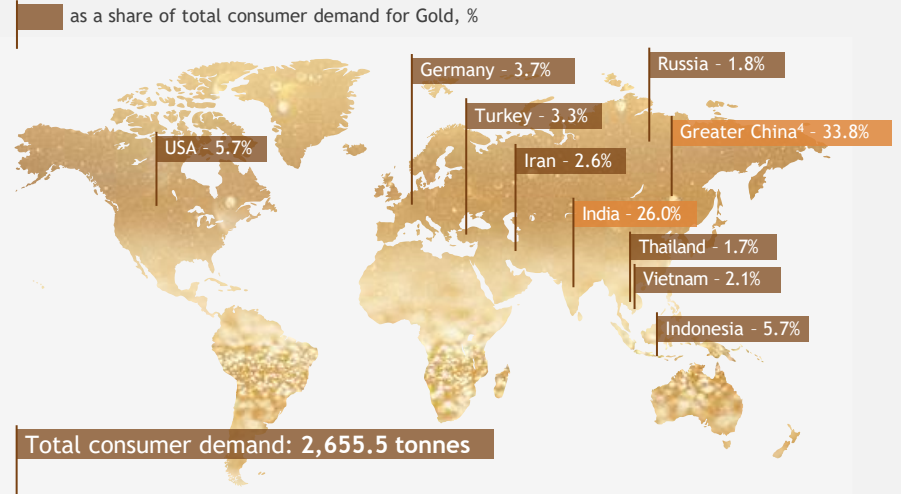 as a share of total consumer demand for Gold, %
Germany – 3.7%
Russia – 1.8%
Turkey – 3.3%
Greater China⁴ – 33.8%
USA – 5.7%
Iran – 2.6%
India – 26.0%
Thailand – 1.7%
Vietnam – 2.1%
Indonesia – 5.7%
Total consumer demand: 2,655.5 tonnes